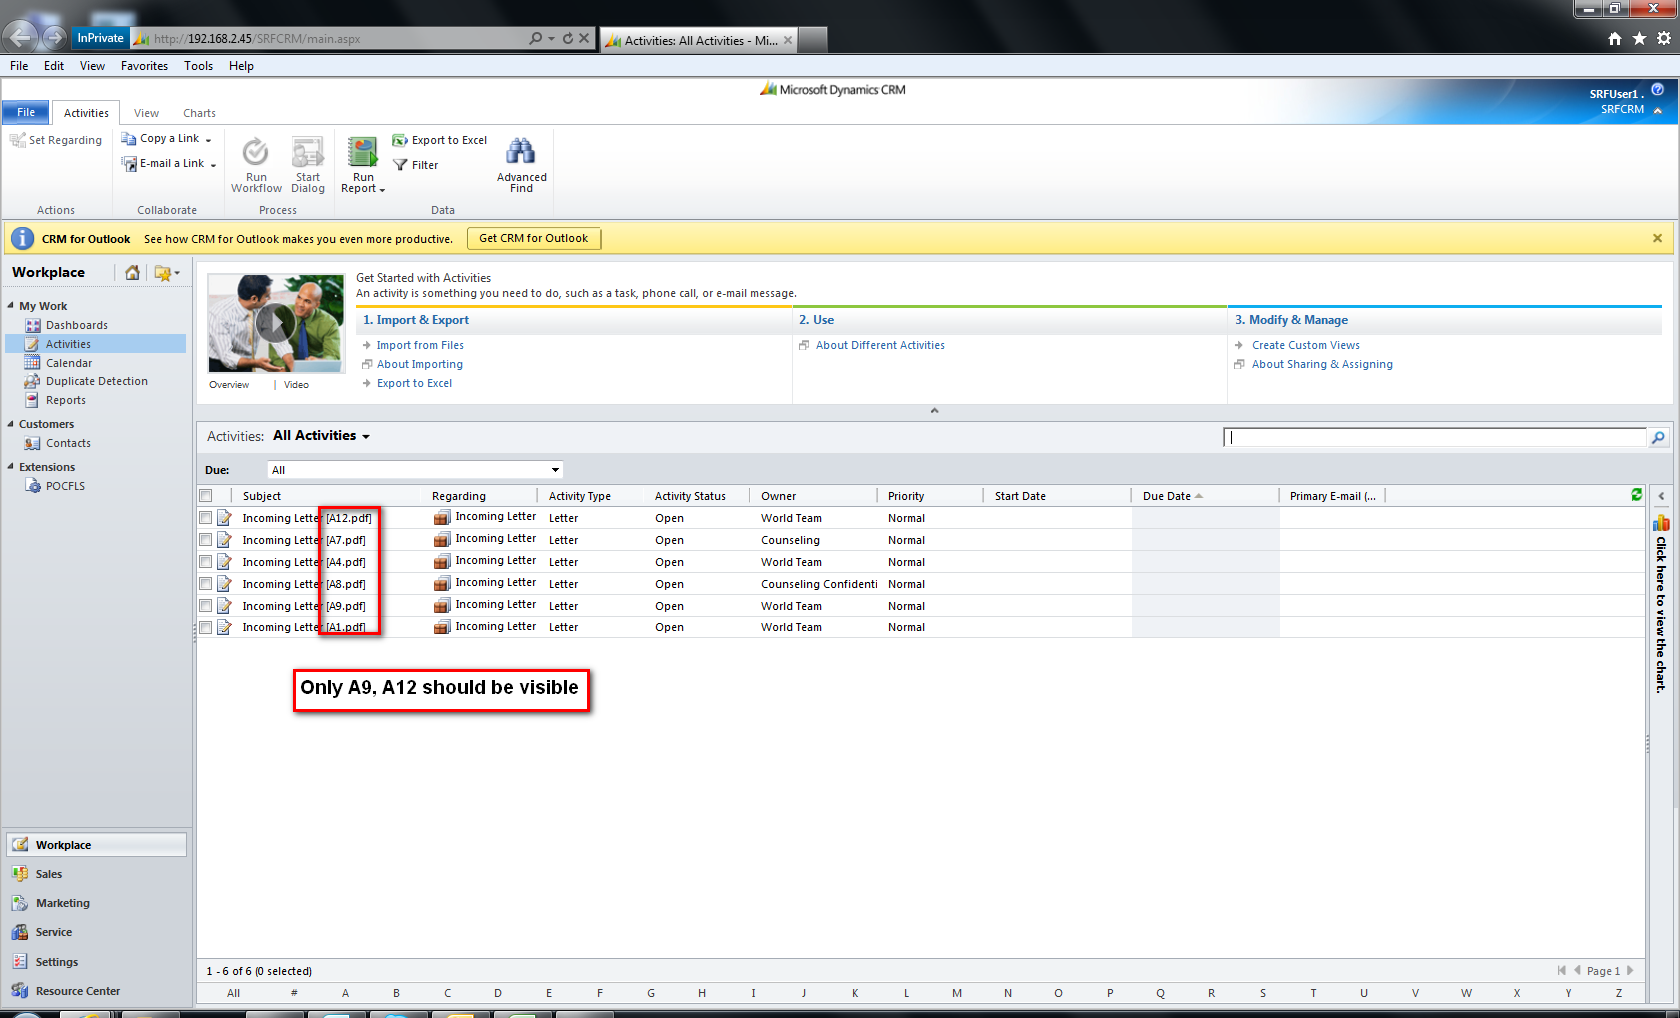 InPrivate http://192.168.2.45/SRFCRM/main.aspx Activities: All Activities - Mi...
File Edit View Favorites Tools Help
Microsoft Dynamics CRM
SRFUser1 .
SRFCRM
File Activities View Charts
Set Regarding
Copy a Link
E-mail a Link
Run Workflow
Start Dialog
Run Report
Export to Excel
Filter
Advanced Find
Actions Collaborate Process Data
CRM for Outlook See how CRM for Outlook makes you even more productive. Get CRM for Outlook
Workplace
My Work
Dashboards
Activities
Calendar
Duplicate Detection
Reports
Customers
Contacts
Extensions
POCFLS
Workplace
Sales
Marketing
Service
Settings
Resource Center
Get Started with Activities
An activity is something you need to do, such as a task, phone call, or e-mail message.
Overview | Video
1. Import & Export
Import from Files
About Importing
Export to Excel
2. Use
About Different Activities
3. Modify & Manage
Create Custom Views
About Sharing & Assigning
Activities: All Activities
Due: All
Subject Regarding Activity Type Activity Status Owner Priority Start Date Due Date Primary E-mail (...
Incoming Letter [A12.pdf] Incoming Letter Letter Open World Team Normal
Incoming Letter [A7.pdf] Incoming Letter Letter Open Counseling Normal
Incoming Letter [A4.pdf] Incoming Letter Letter Open World Team Normal
Incoming Letter [A8.pdf] Incoming Letter Letter Open Counseling Confidenti Normal
Incoming Letter [A9.pdf] Incoming Letter Letter Open World Team Normal
Incoming Letter [A1.pdf] Incoming Letter Letter Open World Team Normal
Click here to view the chart.
Only A9, A12 should be visible
1 - 6 of 6 (0 selected) Page 1
All # A B C D E F G H I J K L M N O P Q R S T U V W X Y Z